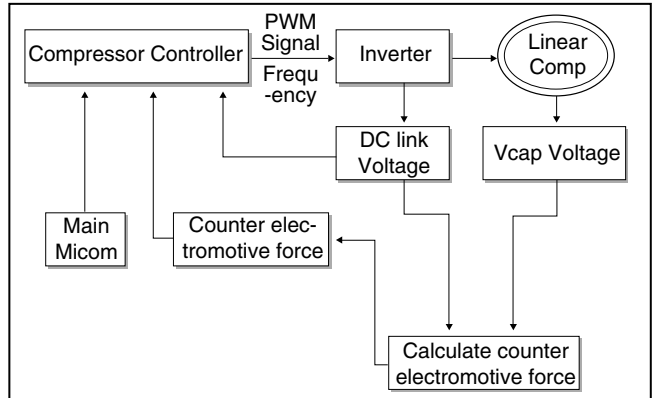 Compressor Controller
PWM
Signal
Frequ
-ency
Inverter
Linear
Comp
DC link
Voltage
Vcap Voltage
Main
Micom
Counter elec-
tromotive force
Calculate counter
electromotive force